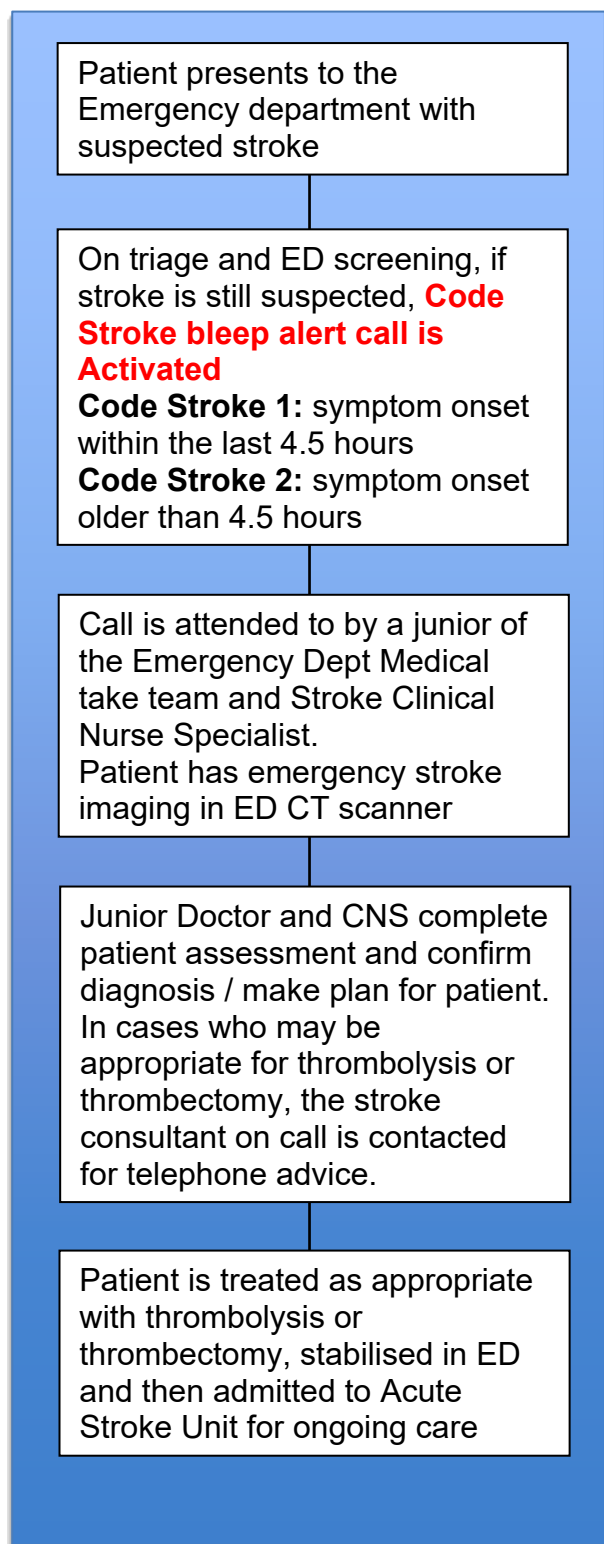 Patient presents to the
Emergency department with
suspected stroke
On triage and ED screening, if
stroke is still suspected, Code
Stroke bleep alert call is
Activated
Code Stroke 1: symptom onset
within the last 4.5 hours
Code Stroke 2: symptom onset
older than 4.5 hours
Call is attended to by a junior of
the Emergency Dept Medical
take team and Stroke Clinical
Nurse Specialist.
Patient has emergency stroke
imaging in ED CT scanner
Junior Doctor and CNS complete
patient assessment and confirm
diagnosis / make plan for patient.
In cases who may be
appropriate for thrombolysis or
thrombectomy, the stroke
consultant on call is contacted
for telephone advice.
Patient is treated as appropriate
with thrombolysis or
thrombectomy, stabilised in ED
and then admitted to Acute
Stroke Unit for ongoing care